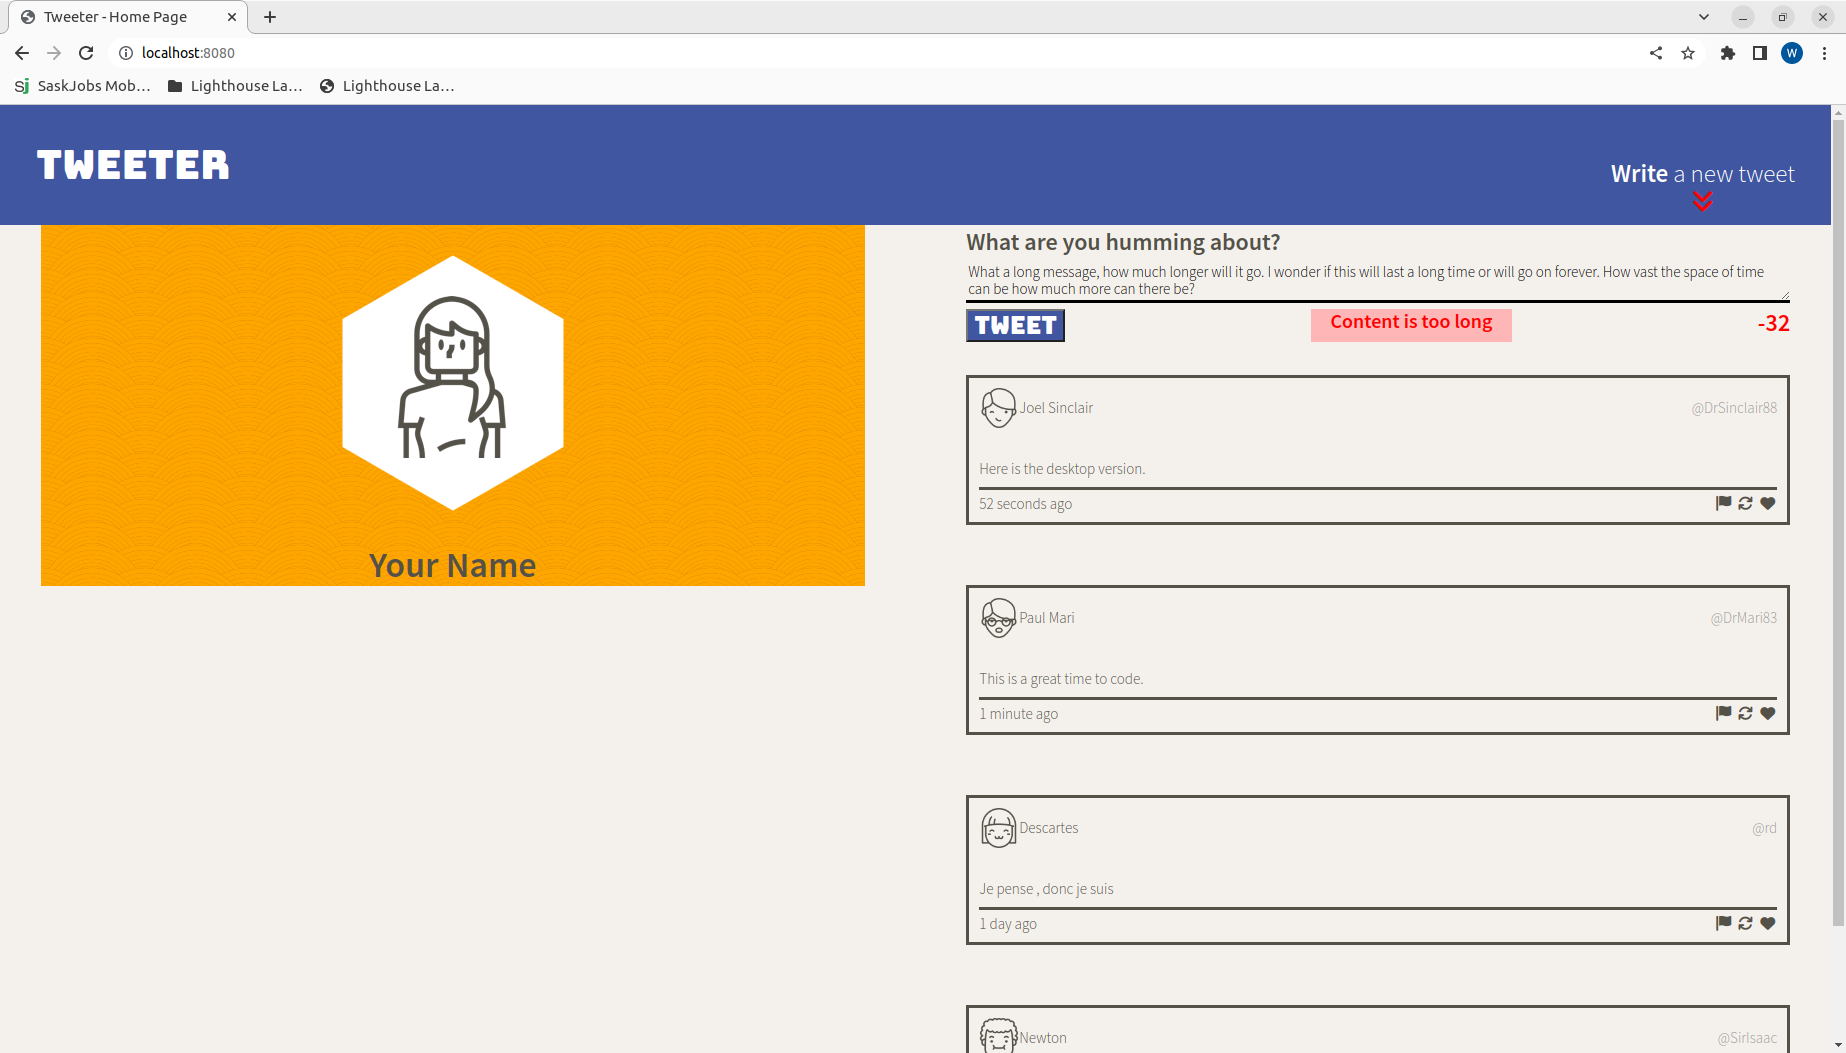 Tweeter - Home Page
localhost:8080
W
SJ SaskJobs Mob...
Lighthouse La...
Lighthouse La...
TWEETER
Write a new tweet
Your Name
What are you humming about?
What a long message, how much longer will it go. I wonder if this will last a long time or will go on forever. How vast the space of time
can be how much more can there be?
TWEET
Content is too long
-32
Joel Sinclair
@DrSinclair88
Here is the desktop version.
52 seconds ago
Paul Mari
@DrMari83
This is a great time to code.
1 minute ago
Descartes
@rd
Je pense , donc je suis
1 day ago
Newton
@SirIsaac